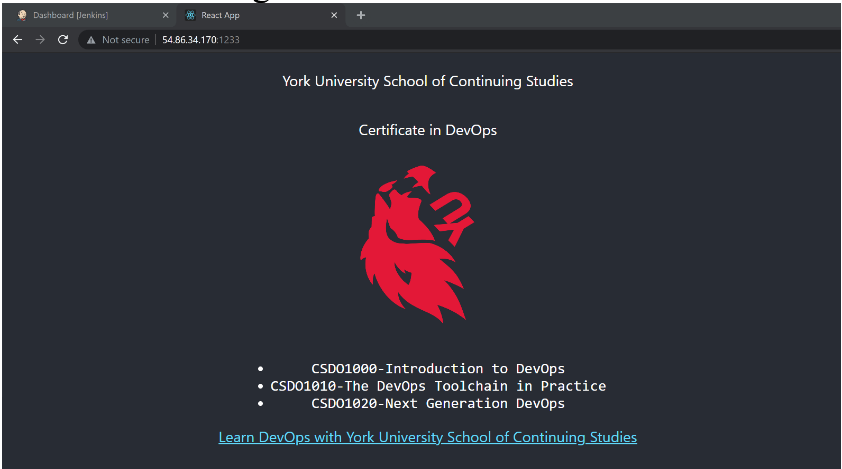 Dashboard [Jenkins]
React App
Not secure
54.86.34.170:1233
York University School of Continuing Studies
Certificate in DevOps
YU
• CSDO1000-Introduction to DevOps
• CSDO1010-The DevOps Toolchain in Practice
• CSDO1020-Next Generation DevOps
Learn DevOps with York University School of Continuing Studies